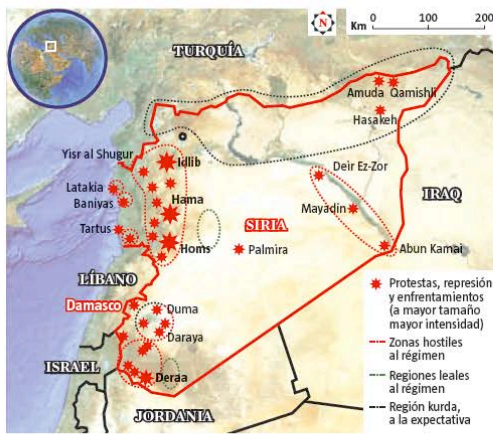 N
0
100
200
Km
TURQUÍA
Amuda
Qamishli
Hasakeh
Yisr al Shugur
Idlib
Deir Ez-Zor
Latakia
Hama
Baniyas
IRAQ
Mayadin
Tartus
SIRIA
Homs
Palmira
Abun Kamai
LÍBANO
Damasco
Duma
Daraya
ISRAEL
Deraa
JORDANIA
Protestas, represión
y enfrentamientos
(a mayor tamaño
mayor intensidad)
Zonas hostiles
al régimen
Regiones leales
al régimen
Región kurda,
a la expectativa